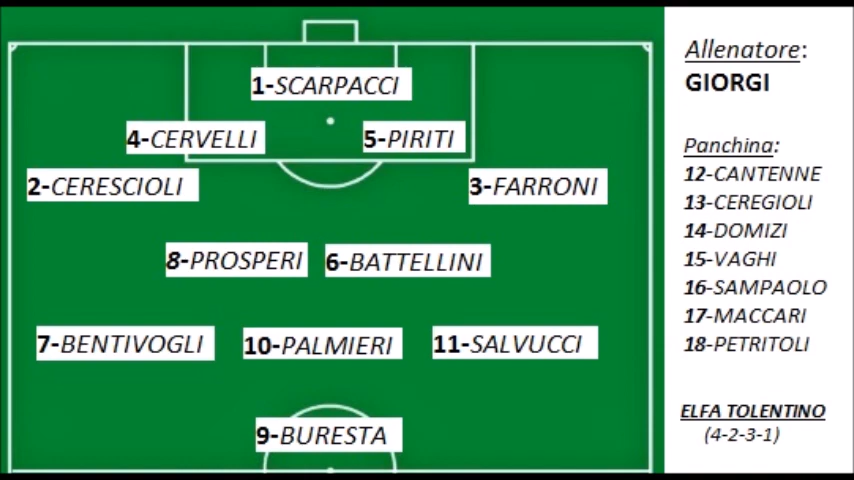 1-SCARPACCI
4-CERVELLI 5-PIRITI
2-CERESCIOLI 3-FARRONI
8-PROSPERI 6-BATTELLINI
7-BENTIVOGLI 10-PALMIERI 11-SALVUCCI
9-BURESTA
Allenatore:
GIORGI
Panchina:
12-CANTENNE
13-CEREGIOLI
14-DOMIZI
15-VAGHI
16-SAMPAOLO
17-MACCARI
18-PETRITOLI
ELFA TOLENTINO
(4-2-3-1)